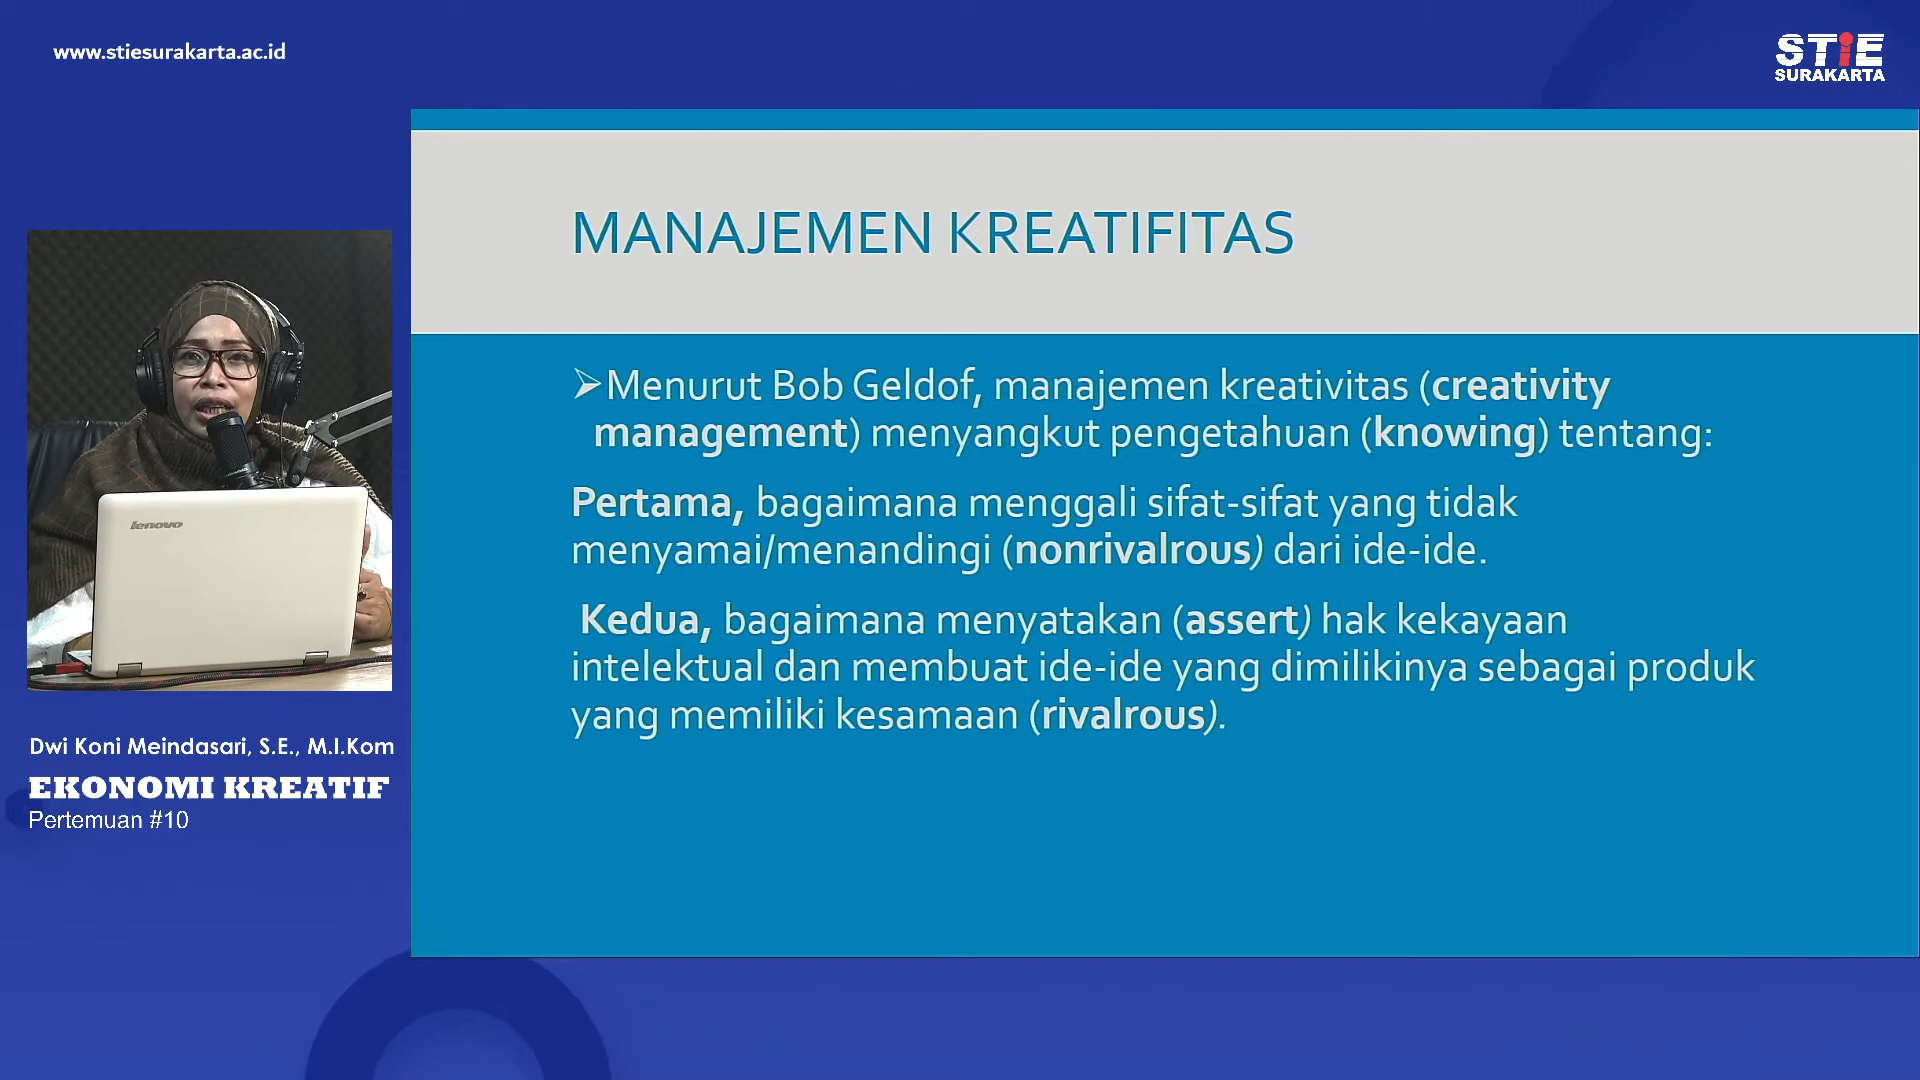 www.stiesurakarta.ac.id
STiE
SURAKARTA
MANAJEMEN KREATIFITAS
➢Menurut Bob Geldof, manajemen kreativitas (creativity
management) menyangkut pengetahuan (knowing) tentang:
Pertama, bagaimana menggali sifat-sifat yang tidak
menyamai/menandingi (nonrivalrous) dari ide-ide.
Kedua, bagaimana menyatakan (assert) hak kekayaan
intelektual dan membuat ide-ide yang dimilikinya sebagai produk
yang memiliki kesamaan (rivalrous).
lenovo
Dwi Koni Meindasari, S.E., M.I.Kom
EKONOMI KREATIF
Pertemuan #10